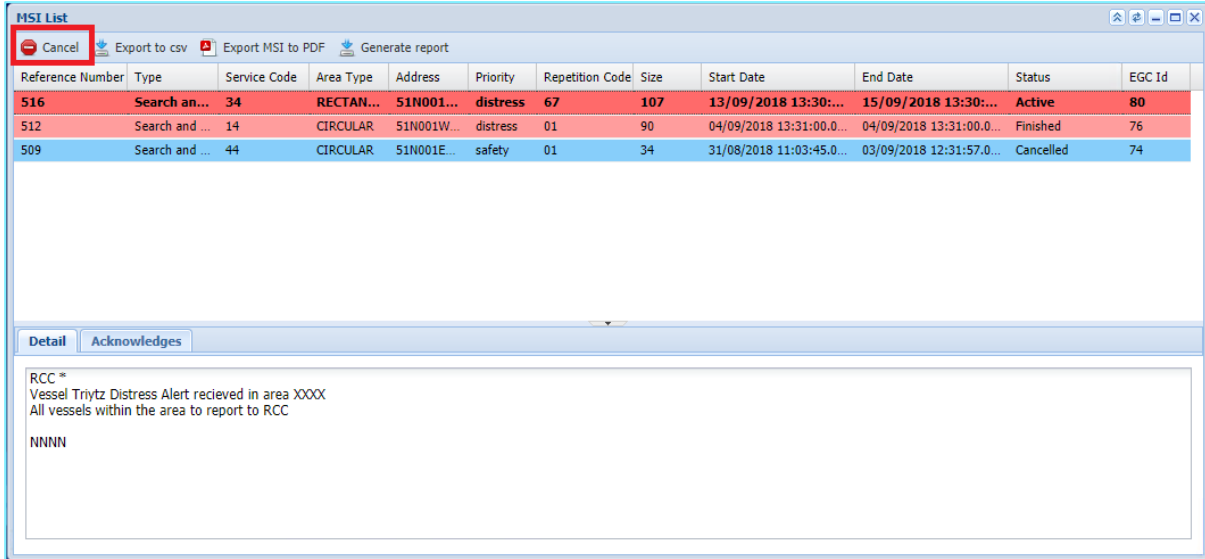 MSI List
Cancel Export to csv Export MSI to PDF Generate report
Reference Number Type Service Code Area Type Address Priority Repetition Code Size Start Date End Date Status EGC Id
516 Search an... 34 RECTAN... 51N001... distress 67 107 13/09/2018 13:30:... 15/09/2018 13:30:... Active 80
512 Search and ... 14 CIRCULAR 51N001W... distress 01 90 04/09/2018 13:31:00.0... 04/09/2018 13:31:00.0... Finished 76
509 Search and ... 44 CIRCULAR 51N001E... safety 01 34 31/08/2018 11:03:45.0... 03/09/2018 12:31:57.0... Cancelled 74
Detail Acknowledges
RCC *
Vessel Triytz Distress Alert recieved in area XXXX
All vessels within the area to report to RCC
NNNN